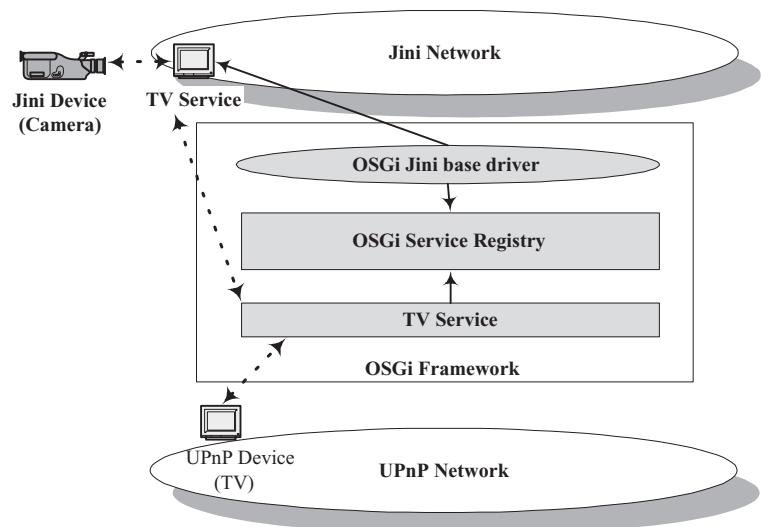 Jini Network
Jini Device
(Camera)
TV Service
OSGi Jini base driver
OSGi Service Registry
TV Service
OSGi Framework
UPnP Device
(TV)
UPnP Network